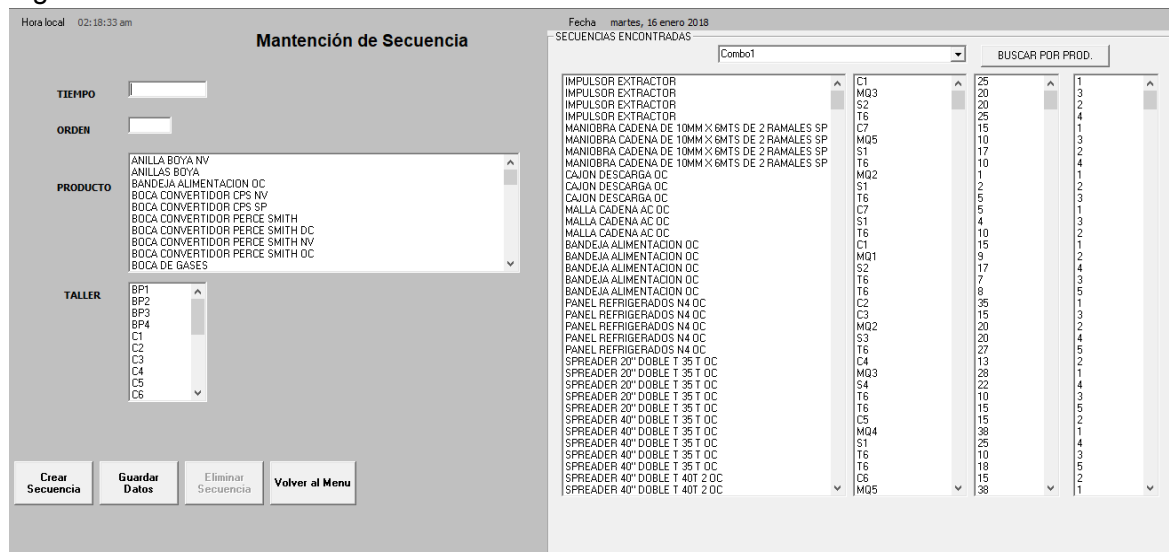 Hora local 02:18:33 am
Fecha martes, 16 enero 2018
Mantención de Secuencia
TIEMPO
ORDEN
PRODUCTO
ANILLA BOYA NV
ANILLAS BOYA
BANDEJA ALIMENTACION OC
BOCA CONVERTIDOR CPS NV
BOCA CONVERTIDOR CPS SP
BOCA CONVERTIDOR PERCE SMITH
BOCA CONVERTIDOR PERCE SMITH DC
BOCA CONVERTIDOR PERCE SMITH NV
BOCA CONVERTIDOR PERCE SMITH OC
BOCA DE GASES
TALLER
BP1
BP2
BP3
BP4
C1
C2
C3
C4
C5
C6
Crear Secuencia
Guardar Datos
Eliminar Secuencia
Volver al Menu
SECUENCIAS ENCONTRADAS
Combo1
BUSCAR POR PROD.
IMPULSOR EXTRACTOR C1 25 1
IMPULSOR EXTRACTOR MQ3 20 3
IMPULSOR EXTRACTOR S2 20 2
IMPULSOR EXTRACTOR T6 25 4
MANIOBRA CADENA DE 10MM X 6MTS DE 2 RAMALES SP C7 15 1
MANIOBRA CADENA DE 10MM X 6MTS DE 2 RAMALES SP MQ5 10 3
MANIOBRA CADENA DE 10MM X 6MTS DE 2 RAMALES SP S1 17 2
MANIOBRA CADENA DE 10MM X 6MTS DE 2 RAMALES SP T6 10 4
CAJON DESCARGA OC MQ2 1 1
CAJON DESCARGA OC S1 2 2
CAJON DESCARGA OC T6 5 3
MALLA CADENA AC OC C7 5 1
MALLA CADENA AC OC S1 4 3
MALLA CADENA AC OC T6 10 2
BANDEJA ALIMENTACION OC C1 15 1
BANDEJA ALIMENTACION OC MQ1 9 2
BANDEJA ALIMENTACION OC S2 17 4
BANDEJA ALIMENTACION OC T6 7 3
BANDEJA ALIMENTACION OC T6 8 5
PANEL REFRIGERADOS N4 OC C2 35 1
PANEL REFRIGERADOS N4 OC C3 15 3
PANEL REFRIGERADOS N4 OC MQ2 20 2
PANEL REFRIGERADOS N4 OC S3 20 4
PANEL REFRIGERADOS N4 OC T6 27 5
SPREADER 20" DOBLE T 35 T OC C4 13 2
SPREADER 20" DOBLE T 35 T OC MQ3 28 1
SPREADER 20" DOBLE T 35 T OC S4 22 4
SPREADER 20" DOBLE T 35 T OC T6 10 3
SPREADER 20" DOBLE T 35 T OC T6 15 5
SPREADER 40" DOBLE T 35 T OC C5 15 2
SPREADER 40" DOBLE T 35 T OC MQ4 38 1
SPREADER 40" DOBLE T 35 T OC S1 25 4
SPREADER 40" DOBLE T 35 T OC T6 10 3
SPREADER 40" DOBLE T 35 T OC T6 18 5
SPREADER 40" DOBLE T 40T 2 OC C6 15 2
SPREADER 40" DOBLE T 40T 2 OC MQ5 38 1